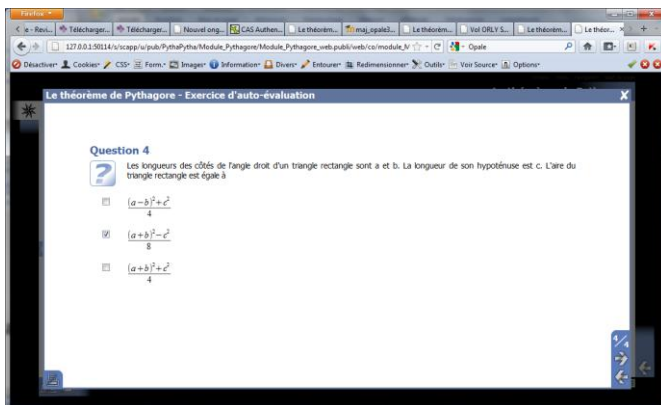 Firefox
e - Revi...
Télécharger...
Télécharger...
Nouvel ong...
CAS Authen...
Le théorèm...
maj_opale3...
Le théorèm...
Vol ORLY S...
Le théorèm...
Le théor...
127.0.0.1:50114/s/scapp/u/pub/PythaPytha/Module_Pythagore/Module_Pythagore_web.publi/web/co/module_M
Opale
Désactiver Cookies CSS Form. Images Information Divers Entourer Redimensionner Outils Voir Source Options
Le théorème de Pythagore - Exercice d'auto-évaluation X
Question 4
Les longueurs des côtés de l'angle droit d'un triangle rectangle sont a et b. La longueur de son hypoténuse est c. L'aire du
triangle rectangle est égale à
(a−b)²+c²
4
(a+b)²−c²
8
(a+b)²+c²
4
4/4